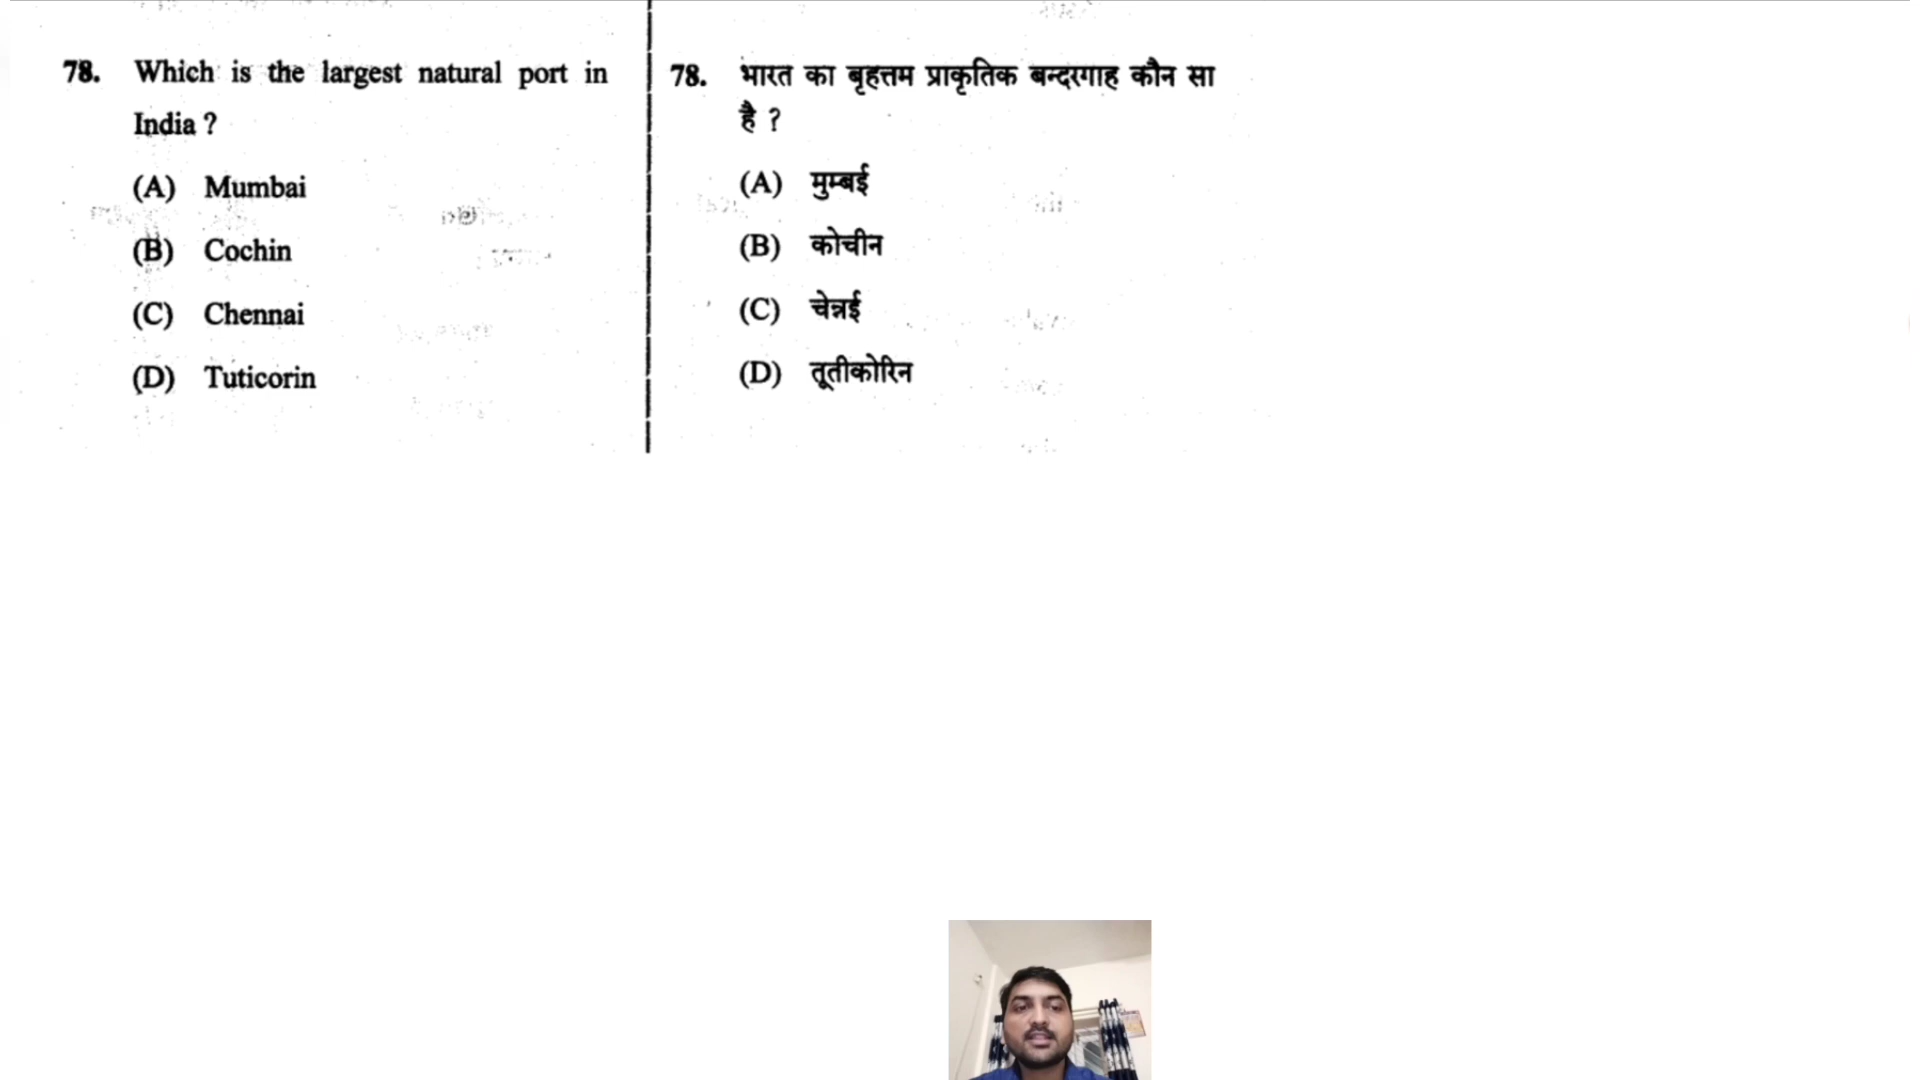 78. Which is the largest natural port in
India ?
(A) Mumbai
(B) Cochin
(C) Chennai
(D) Tuticorin
78. भारत का बृहत्तम प्राकृतिक बन्दरगाह कौन सा
है ?
(A) मुम्बई
(B) कोचीन
(C) चेन्नई
(D) तूतीकोरिन